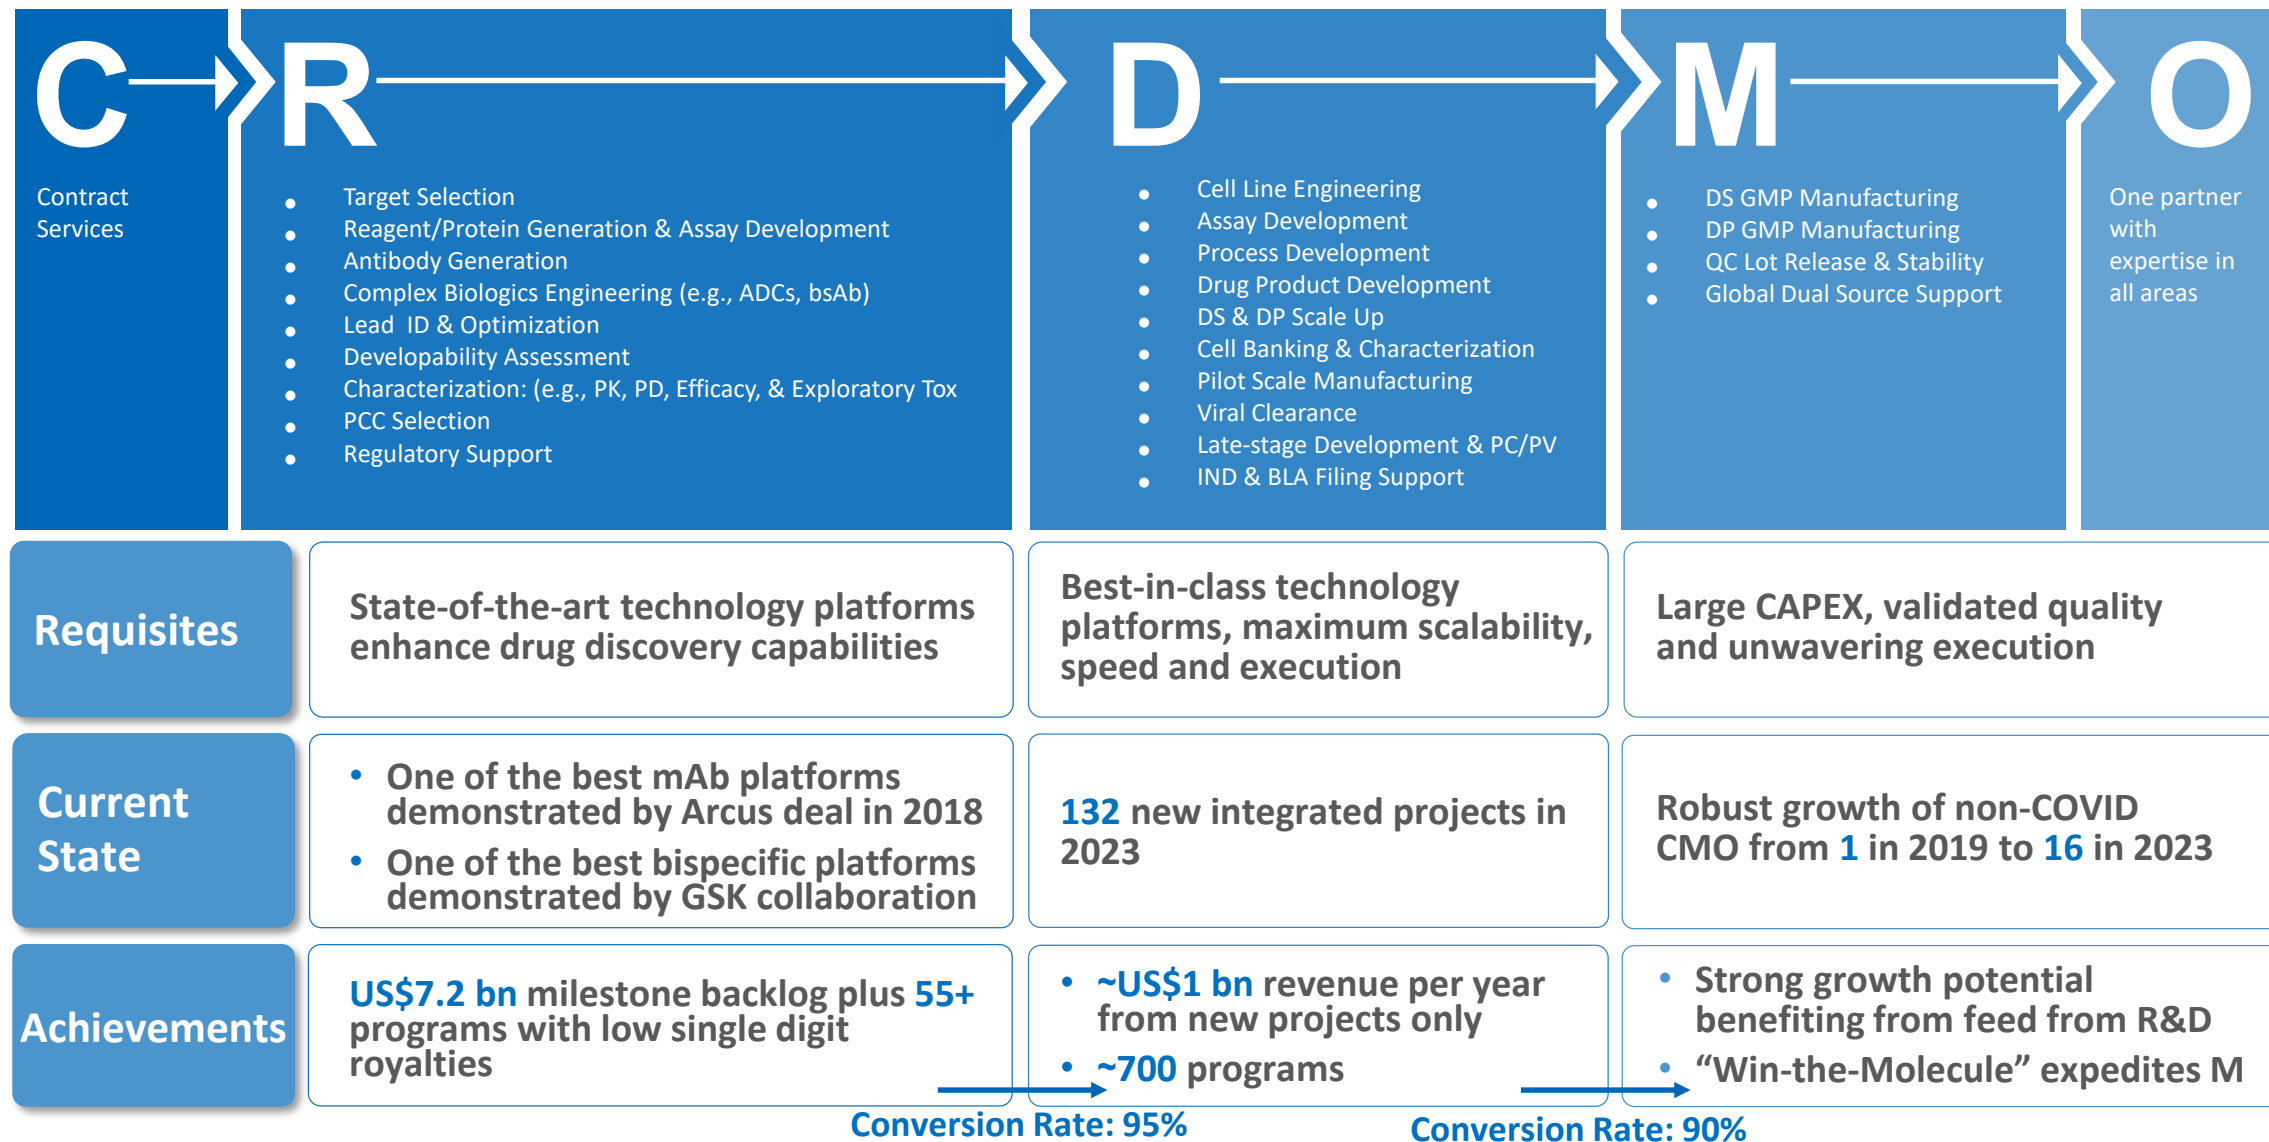 C
R
D
M
O
Contract
Services
Target Selection
Reagent/Protein Generation & Assay Development
Antibody Generation
Complex Biologics Engineering (e.g., ADCs, bsAb)
Lead ID & Optimization
Developability Assessment
Characterization: (e.g., PK, PD, Efficacy, & Exploratory Tox
PCC Selection
Regulatory Support
Cell Line Engineering
Assay Development
Process Development
Drug Product Development
DS & DP Scale Up
Cell Banking & Characterization
Pilot Scale Manufacturing
Viral Clearance
Late-stage Development & PC/PV
IND & BLA Filing Support
DS GMP Manufacturing
DP GMP Manufacturing
QC Lot Release & Stability
Global Dual Source Support
One partner
with
expertise in
all areas
Requisites
State-of-the-art technology platforms
enhance drug discovery capabilities
Best-in-class technology
platforms, maximum scalability,
speed and execution
Large CAPEX, validated quality
and unwavering execution
Current
State
• One of the best mAb platforms
demonstrated by Arcus deal in 2018
• One of the best bispecific platforms
demonstrated by GSK collaboration
132 new integrated projects in
2023
Robust growth of non-COVID
CMO from 1 in 2019 to 16 in 2023
Achievements
US$7.2 bn milestone backlog plus 55+
programs with low single digit
royalties
• ~US$1 bn revenue per year
from new projects only
• ~700 programs
• Strong growth potential
benefiting from feed from R&D
• “Win-the-Molecule” expedites M
Conversion Rate: 95%
Conversion Rate: 90%